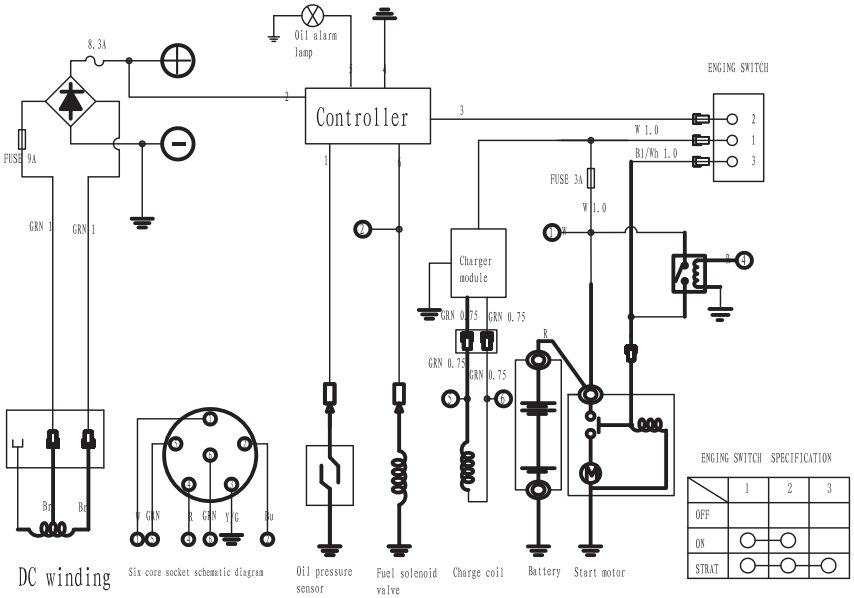 8.3A
Oil alarm
lamp
5
4
ENGING SWITCH
2
Controller
3
2
W 1.0
1
B1/Wh 1.0
3
FUSE 9A
1
6
FUSE 3A
W 1.0
GRN 1
GRN 1
2
1
W
R
4
Charger
module
GRN 0.75
GRN 0.75
GRN 0.75
GRN 0.75
R
5
6
M
ENGING SWITCH SPECIFICATION
1 2 3
OFF
ON
STRAT
Br
Br
W
GRN
R
GRN
Y/G
Bu
DC winding
Six core socket schematic diagram
Oil pressure
sensor
Fuel solenoid
valve
Charge coil
Battery
Start motor